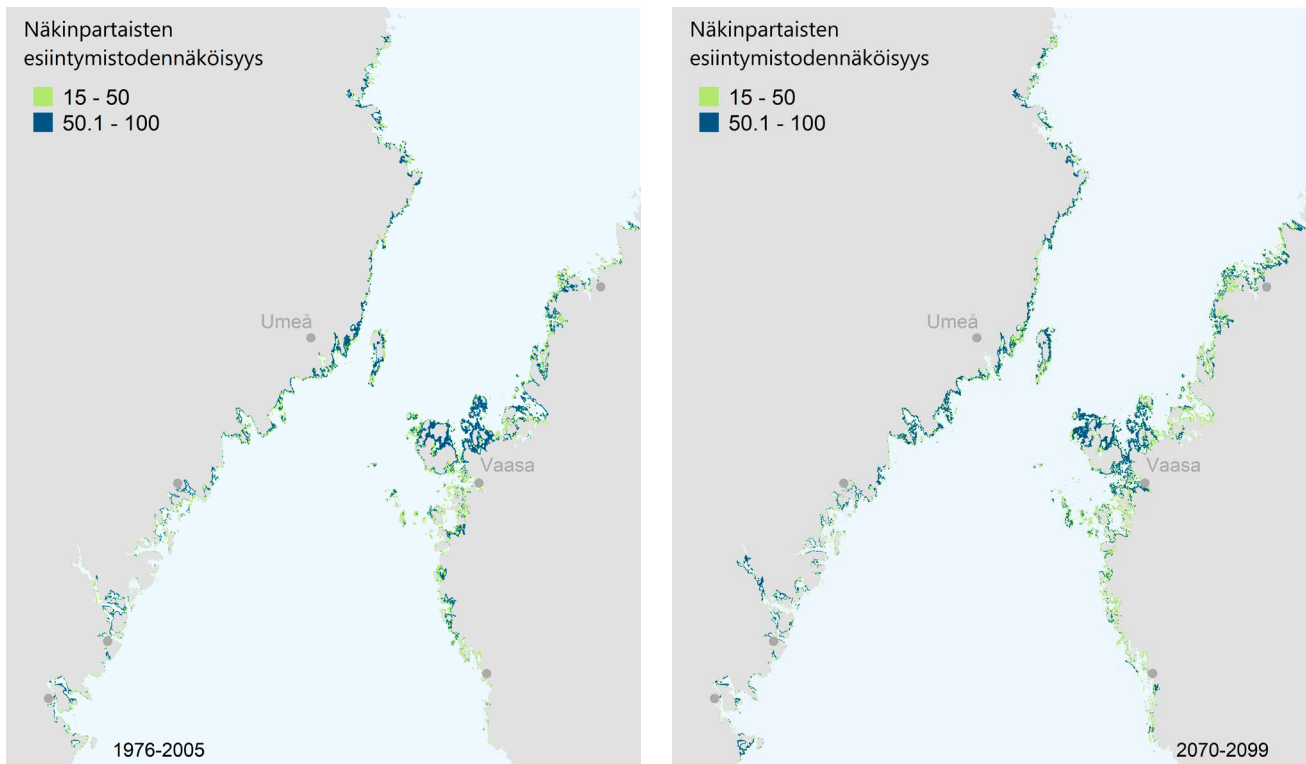 Näkinpartaisten
esiintymistodennäköisyys
15 - 50
50.1 - 100
Umeå
Vaasa
1976-2005
Näkinpartaisten
esiintymistodennäköisyys
15 - 50
50.1 - 100
Umeå
Vaasa
2070-2099